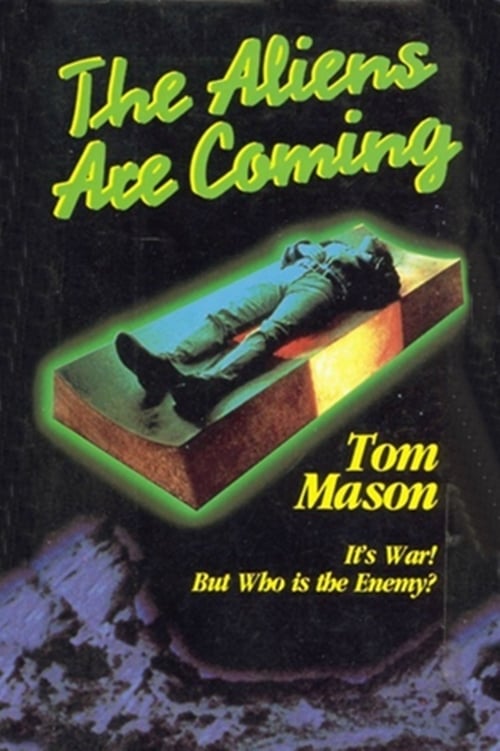 The Aliens
Are Coming
Tom
Mason
It's War!
But Who is the Enemy?